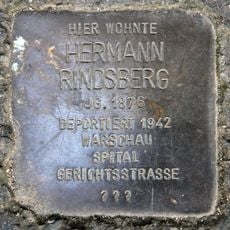 HIER WOHNTE
HERMANN
RINDSBERG
JG. 1876
DEPORTIERT 1942
WARSCHAU
SPITAL
GERICHTSSTRASSE
???